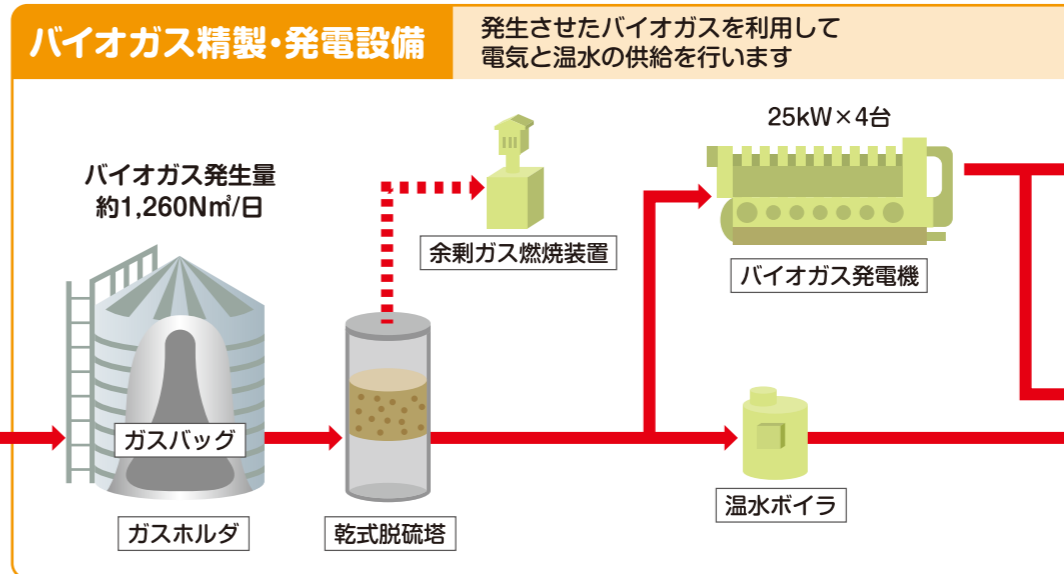 バイオガス精製・発電設備
発生させたバイオガスを利用して
電気と温水の供給を行います
バイオガス発生量
約1,260N㎥/日
ガスバッグ
ガスホルダ
乾式脱硫塔
余剰ガス燃焼装置
25kW×4台
バイオガス発電機
温水ボイラ